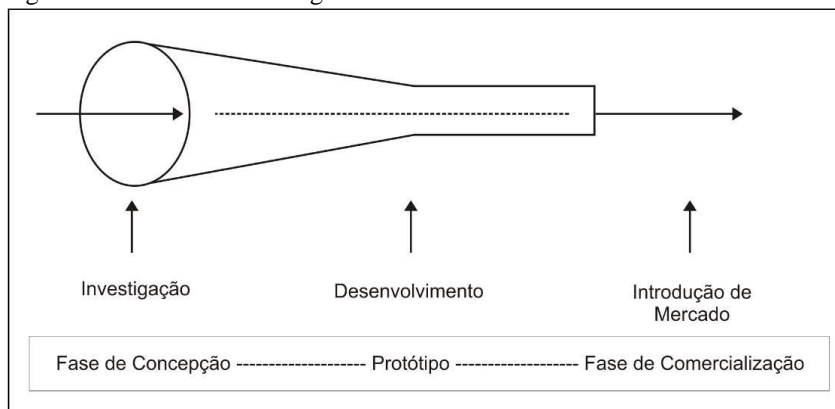 Investigação
Desenvolvimento
Introdução de
Mercado
Fase de Concepção -------------------- Protótipo ------------------- Fase de Comercialização